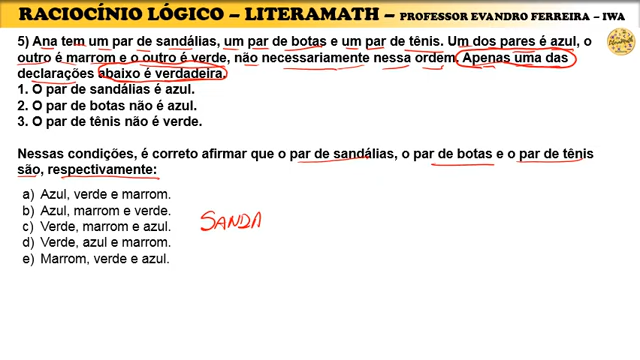 RACIOCÍNIO LÓGICO – LITERAMATH – PROFESSOR EVANDRO FERREIRA – IWA
5) Ana tem um par de sandálias, um par de botas e um par de tênis. Um dos pares é azul, o
outro é marrom e o outro é verde, não necessariamente nessa ordem. Apenas uma das
declarações abaixo é verdadeira.
1. O par de sandálias é azul.
2. O par de botas não é azul.
3. O par de tênis não é verde.
Nessas condições, é correto afirmar que o par de sandálias, o par de botas e o par de tênis
são, respectivamente:
a) Azul, verde e marrom.
b) Azul, marrom e verde.
c) Verde, marrom e azul.
d) Verde, azul e marrom.
e) Marrom, verde e azul.
SANDA